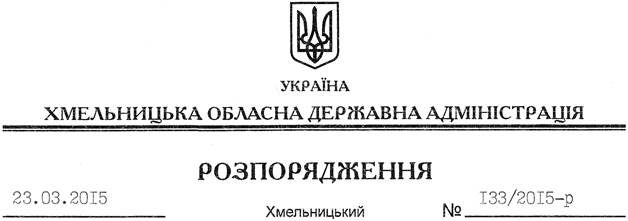 УКРАЇНА
ХМЕЛЬНИЦЬКА ОБЛАСНА ДЕРЖАВНА АДМІНІСТРАЦІЯ
РОЗПОРЯДЖЕННЯ
23.03.2015 Хмельницький № 133/2015-р